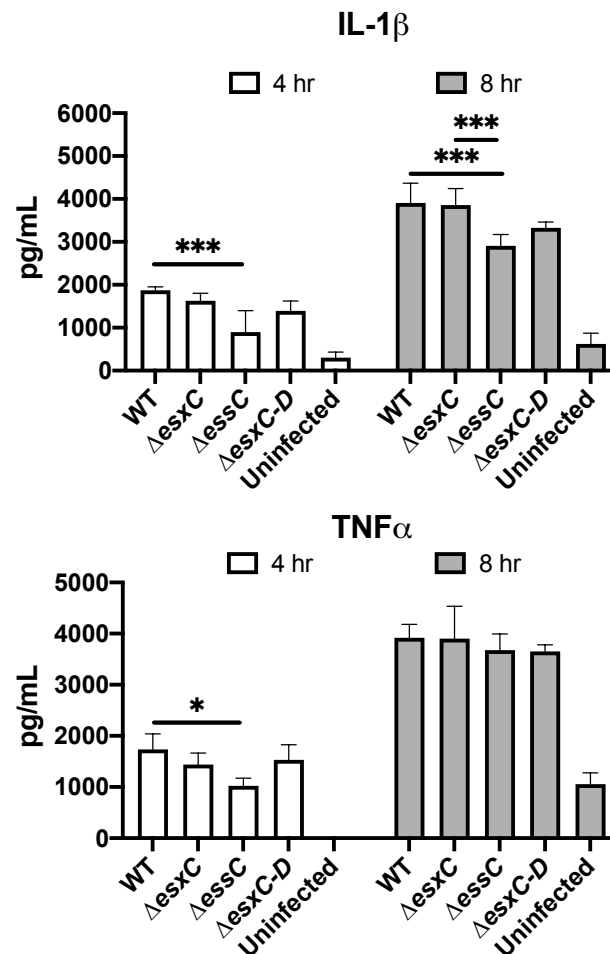 IL-1β
4 hr 8 hr
6000
5000
4000
3000
2000
1000
0
pg/mL
***
***
***
WT ΔesxC ΔessC ΔesxC-D Uninfected WT ΔesxC ΔessC ΔesxC-D Uninfected
TNFα
4 hr 8 hr
5000
4000
3000
2000
1000
0
pg/mL
*
WT ΔesxC ΔessC ΔesxC-D Uninfected WT ΔesxC ΔessC ΔesxC-D Uninfected